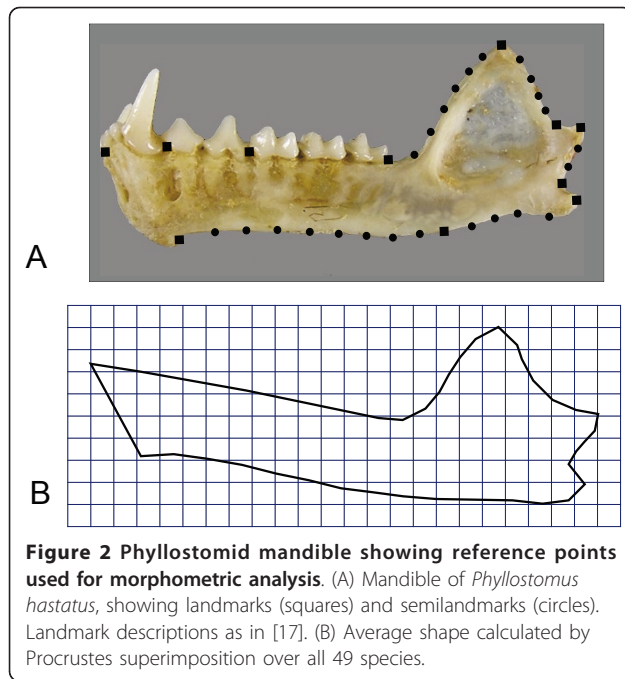 A
B
Figure 2 Phyllostomid mandible showing reference points
used for morphometric analysis. (A) Mandible of Phyllostomus
hastatus, showing landmarks (squares) and semilandmarks (circles).
Landmark descriptions as in [17]. (B) Average shape calculated by
Procrustes superimposition over all 49 species.